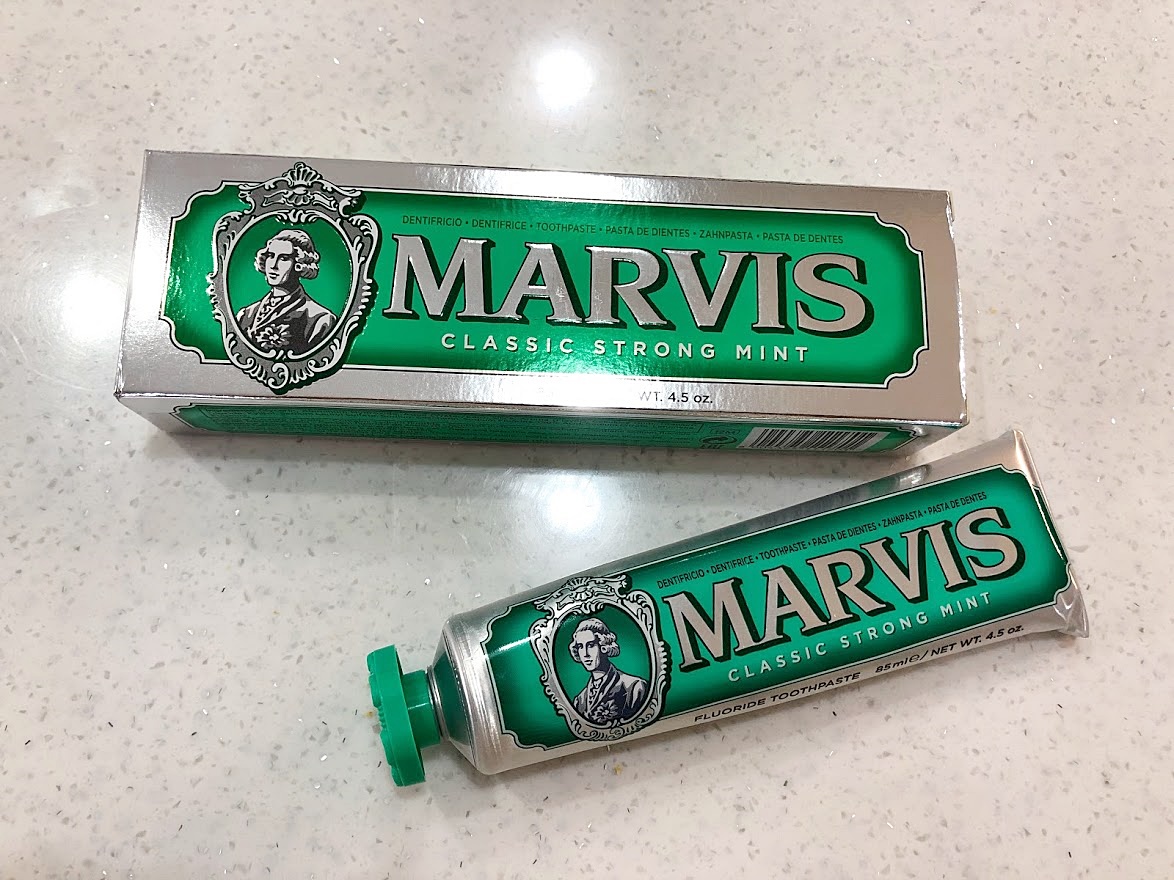 DENTIFRICIO • DENTIFRICE • TOOTHPASTE • PASTA DE DIENTES • ZAHNPASTA • PASTA DE DENTES
MARVIS
CLASSIC STRONG MINT
WT. 4.5 oz.
DENTIFRICIO • DENTIFRICE • TOOTHPASTE • PASTA DE DIENTES • ZAHNPASTA • PASTA DE DENTES
MARVIS
CLASSIC STRONG MINT
FLUORIDE TOOTHPASTE 85ml℮/ NET WT. 4.5 oz.